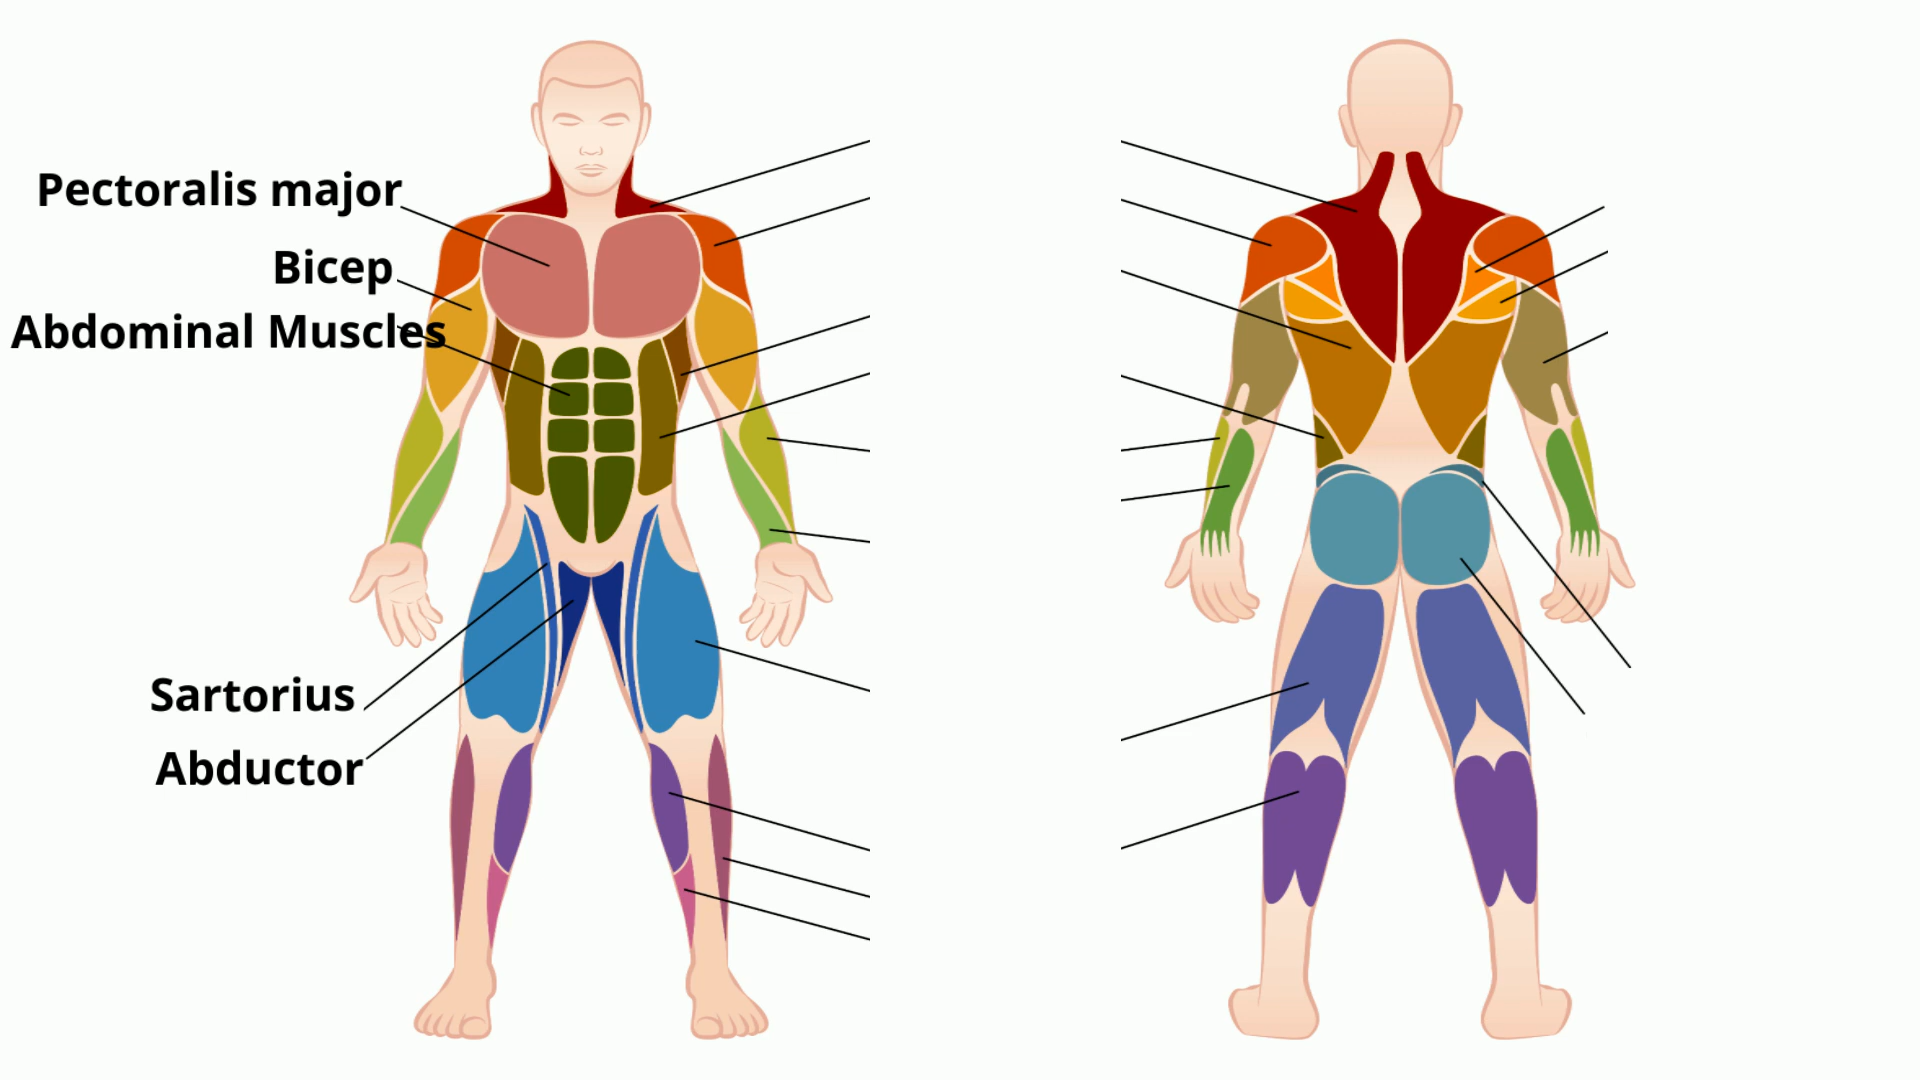 Pectoralis major
Bicep
Abdominal Muscles
Sartorius
Abductor